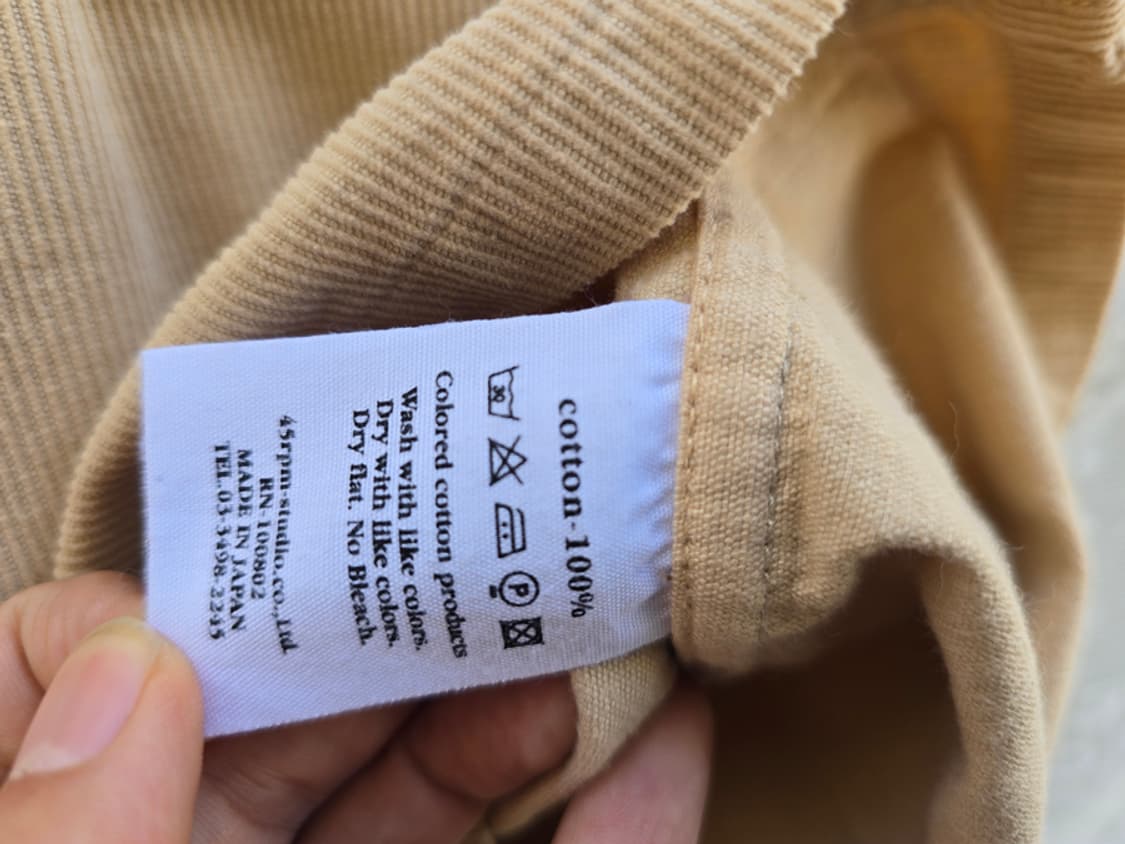 cotton-100%
30
P
Colored cotton products
Wash with like colors.
Dry with like colors.
Dry flat. No Bleach.
45rpm-studio.co.,Ltd.
RN 100802
MADE IN JAPAN
TEL.03-3498-2245